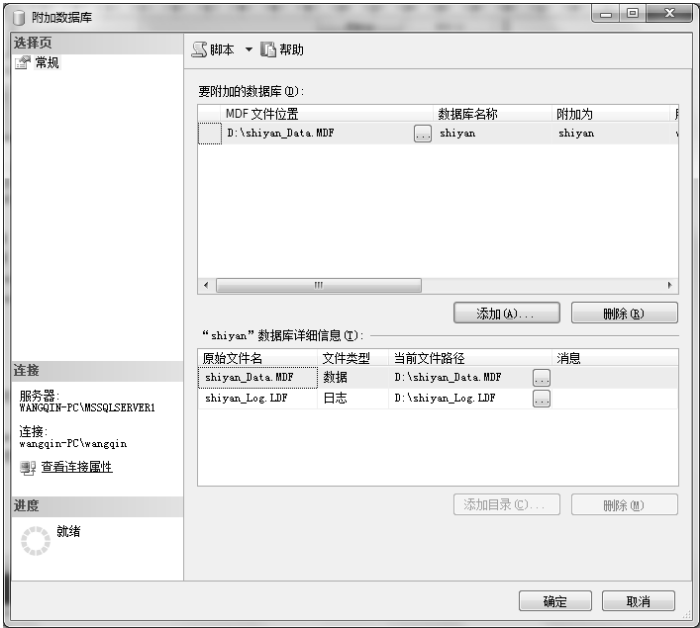 附加数据库
选择页
常规
脚本 帮助
要附加的数据库(D):
MDF 文件位置 数据库名称 附加为
D:\shiyan_Data.MDF ... shiyan shiyan
添加(A)... 删除(R)
“shiyan”数据库详细信息(T):
原始文件名 文件类型 当前文件路径 消息
shiyan_Data.MDF 数据 D:\shiyan_Data.MDF ...
shiyan_Log.LDF 日志 D:\shiyan_Log.LDF ...
连接
服务器:
WANGQIN-PC\MSSQLSERVER1
连接:
wangqin-PC\wangqin
查看连接属性
进度
就绪
添加目录(C)... 删除(M)
确定 取消